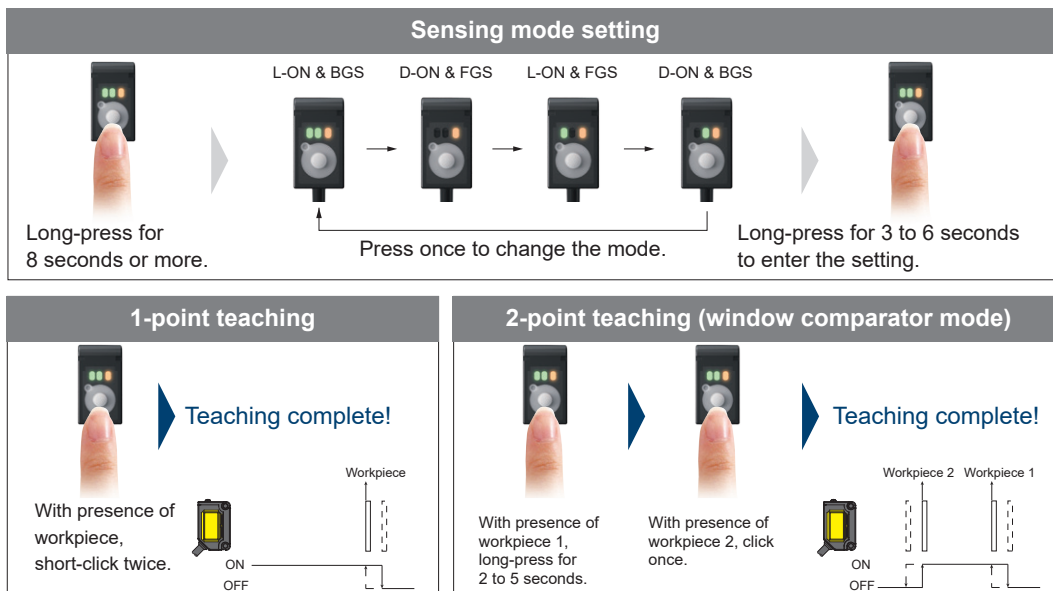 Sensing mode setting
L-ON & BGS
D-ON & FGS
L-ON & FGS
D-ON & BGS
Long-press for
8 seconds or more.
Press once to change the mode.
Long-press for 3 to 6 seconds
to enter the setting.
1-point teaching
Teaching complete!
With presence of
workpiece,
short-click twice.
Workpiece
ON
OFF
2-point teaching (window comparator mode)
Teaching complete!
With presence of
workpiece 1,
long-press for
2 to 5 seconds.
With presence of
workpiece 2, click
once.
Workpiece 2
Workpiece 1
ON
OFF